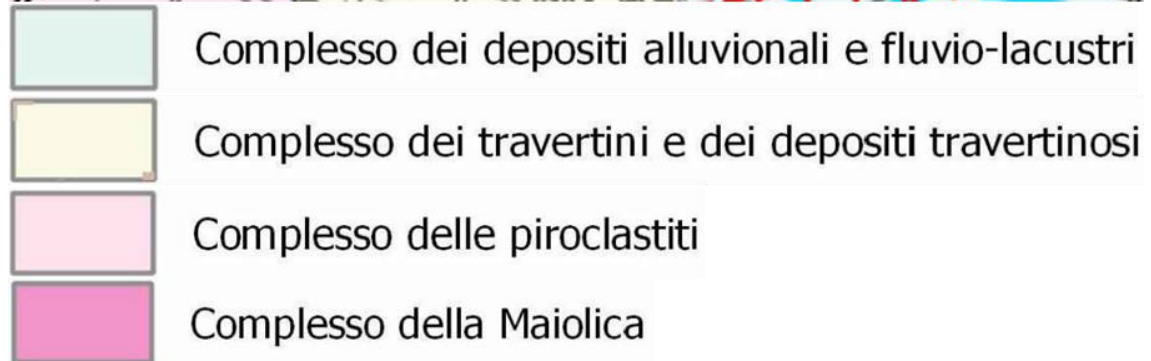 Complesso dei depositi alluvionali e fluvio-lacustri
Complesso dei travertini e dei depositi travertinosi
Complesso delle piroclastiti
Complesso della Maiolica